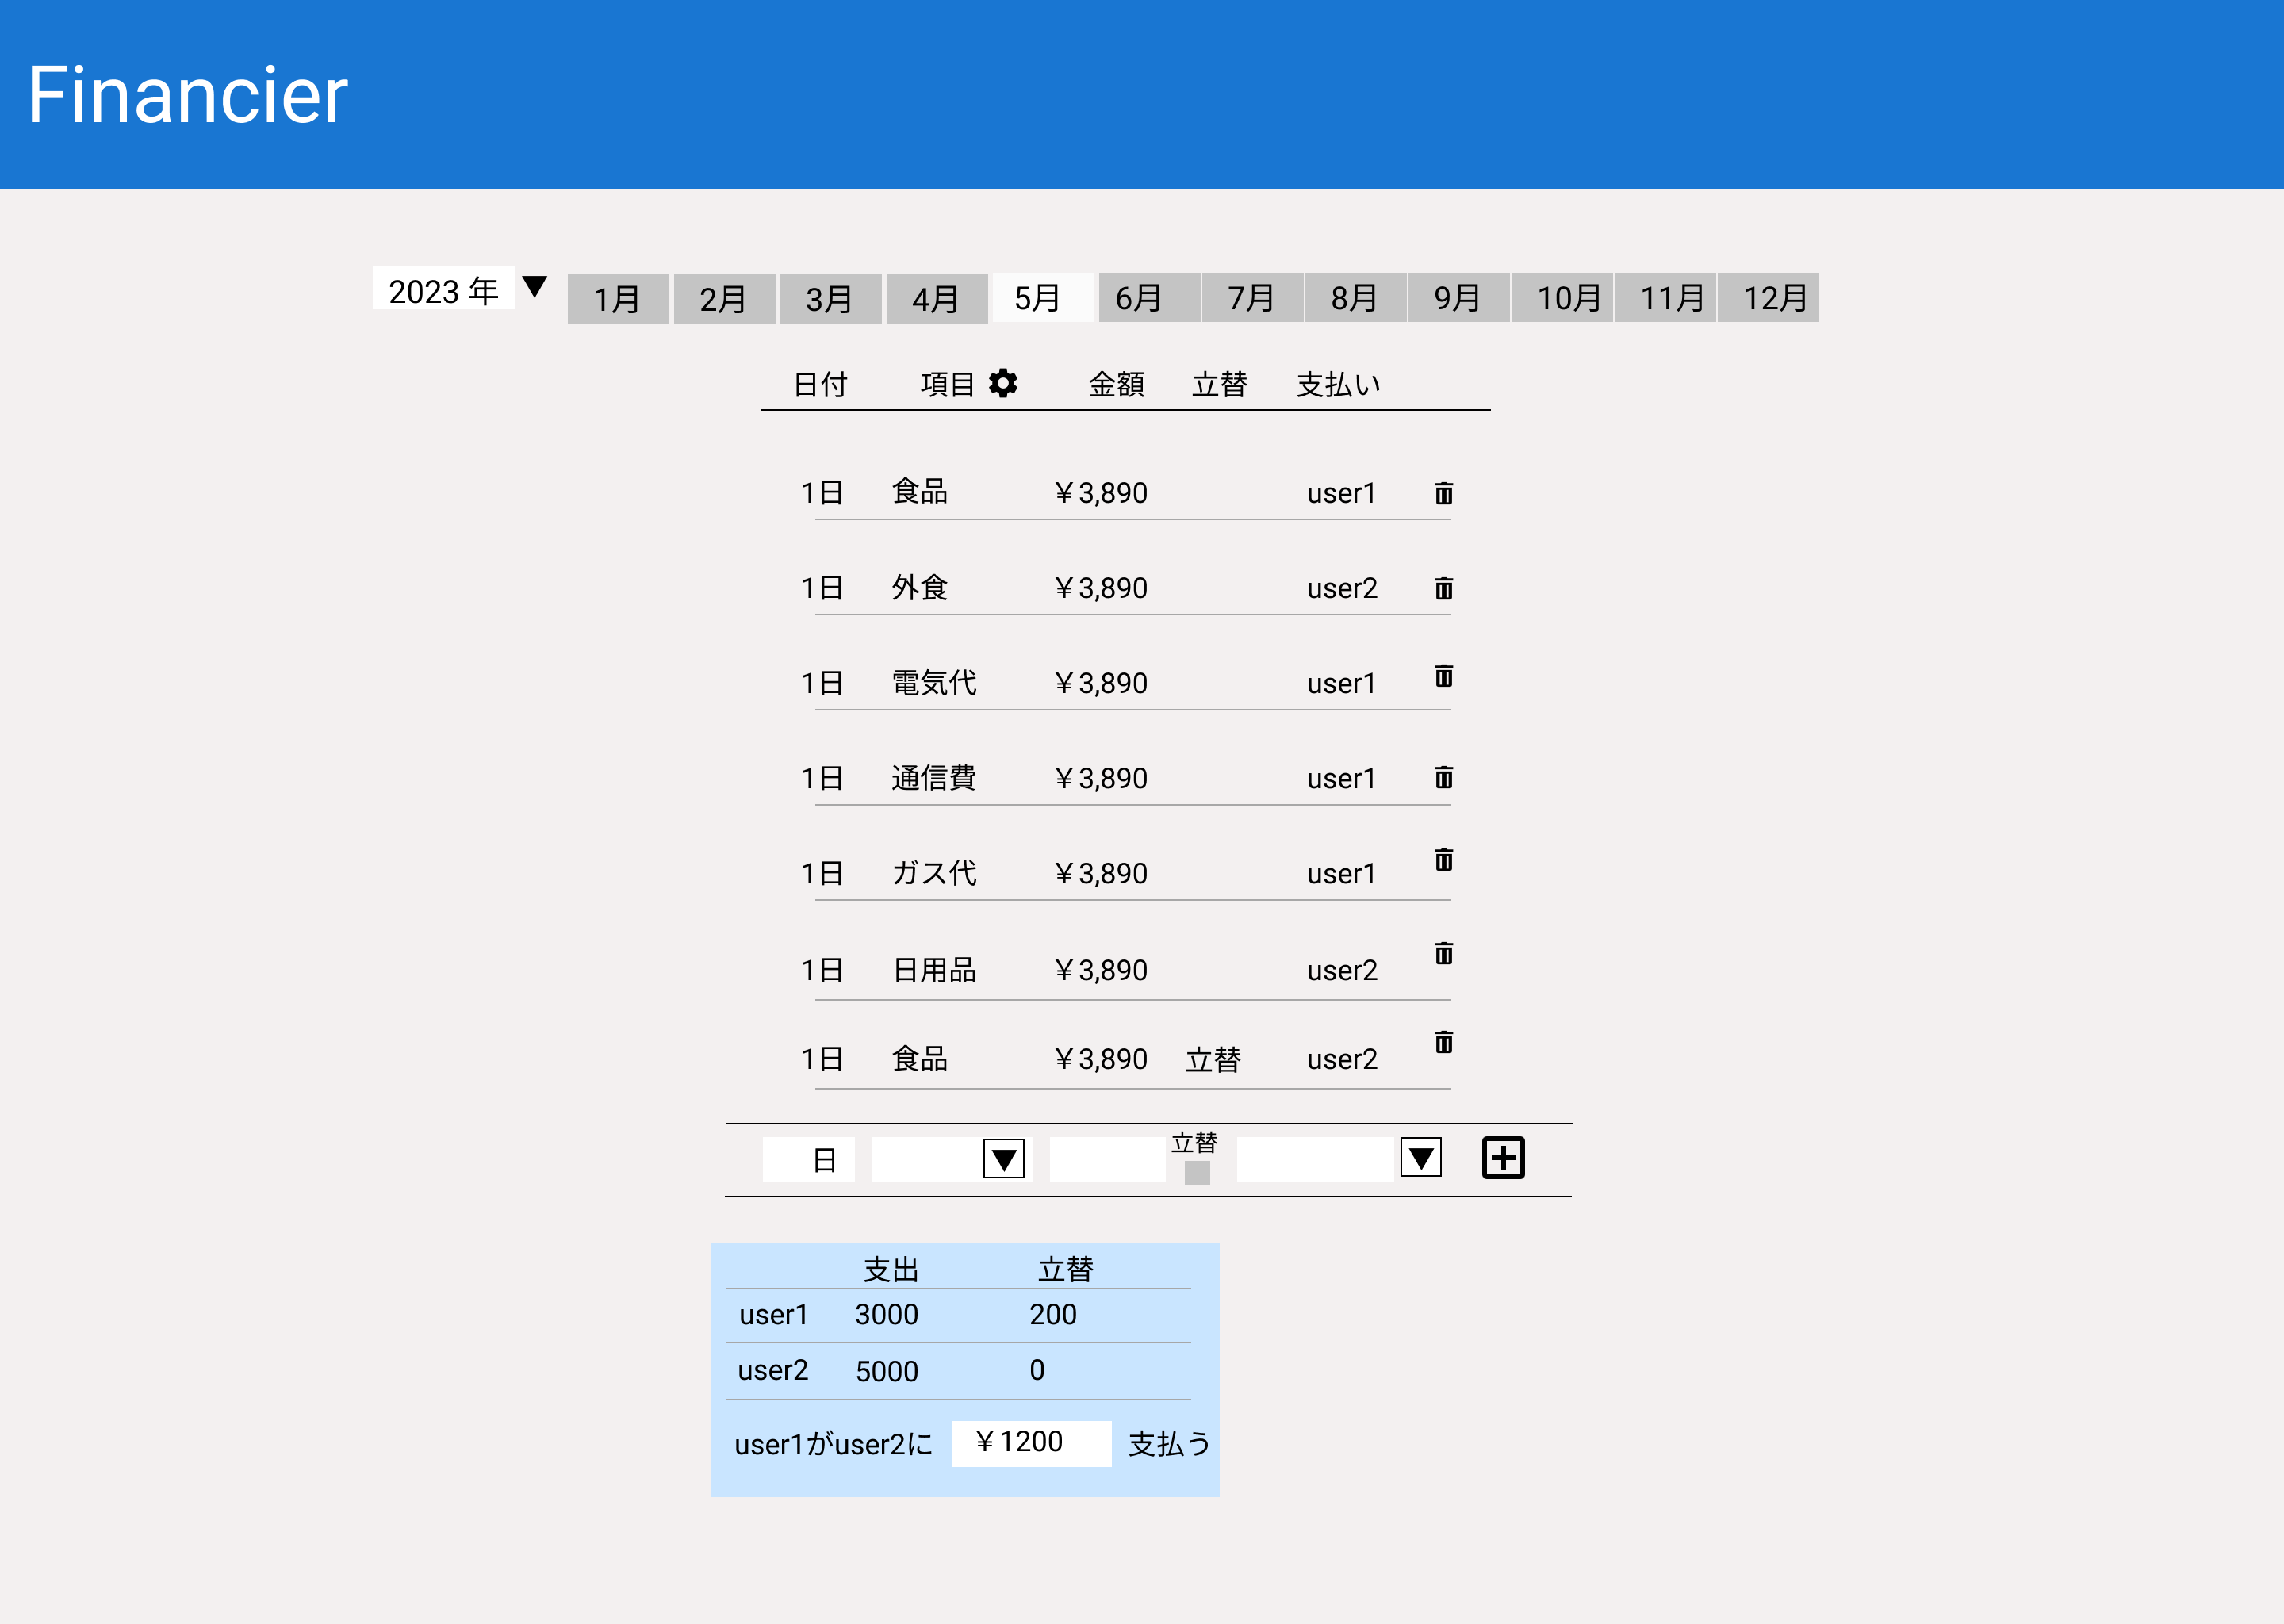 Financier
2023 年 ▼ 1月 2月 3月 4月 5月 6月 7月 8月 9月 10月 11月 12月
日付 項目 金額 立替 支払い
1日 食品 ¥3,890 user1
1日 外食 ¥3,890 user2
1日 電気代 ¥3,890 user1
1日 通信費 ¥3,890 user1
1日 ガス代 ¥3,890 user1
1日 日用品 ¥3,890 user2
1日 食品 ¥3,890 立替 user2
日 ▼ 立替 ▼
支出 立替
user1 3000 200
user2 5000 0
user1がuser2に ¥1200 支払う